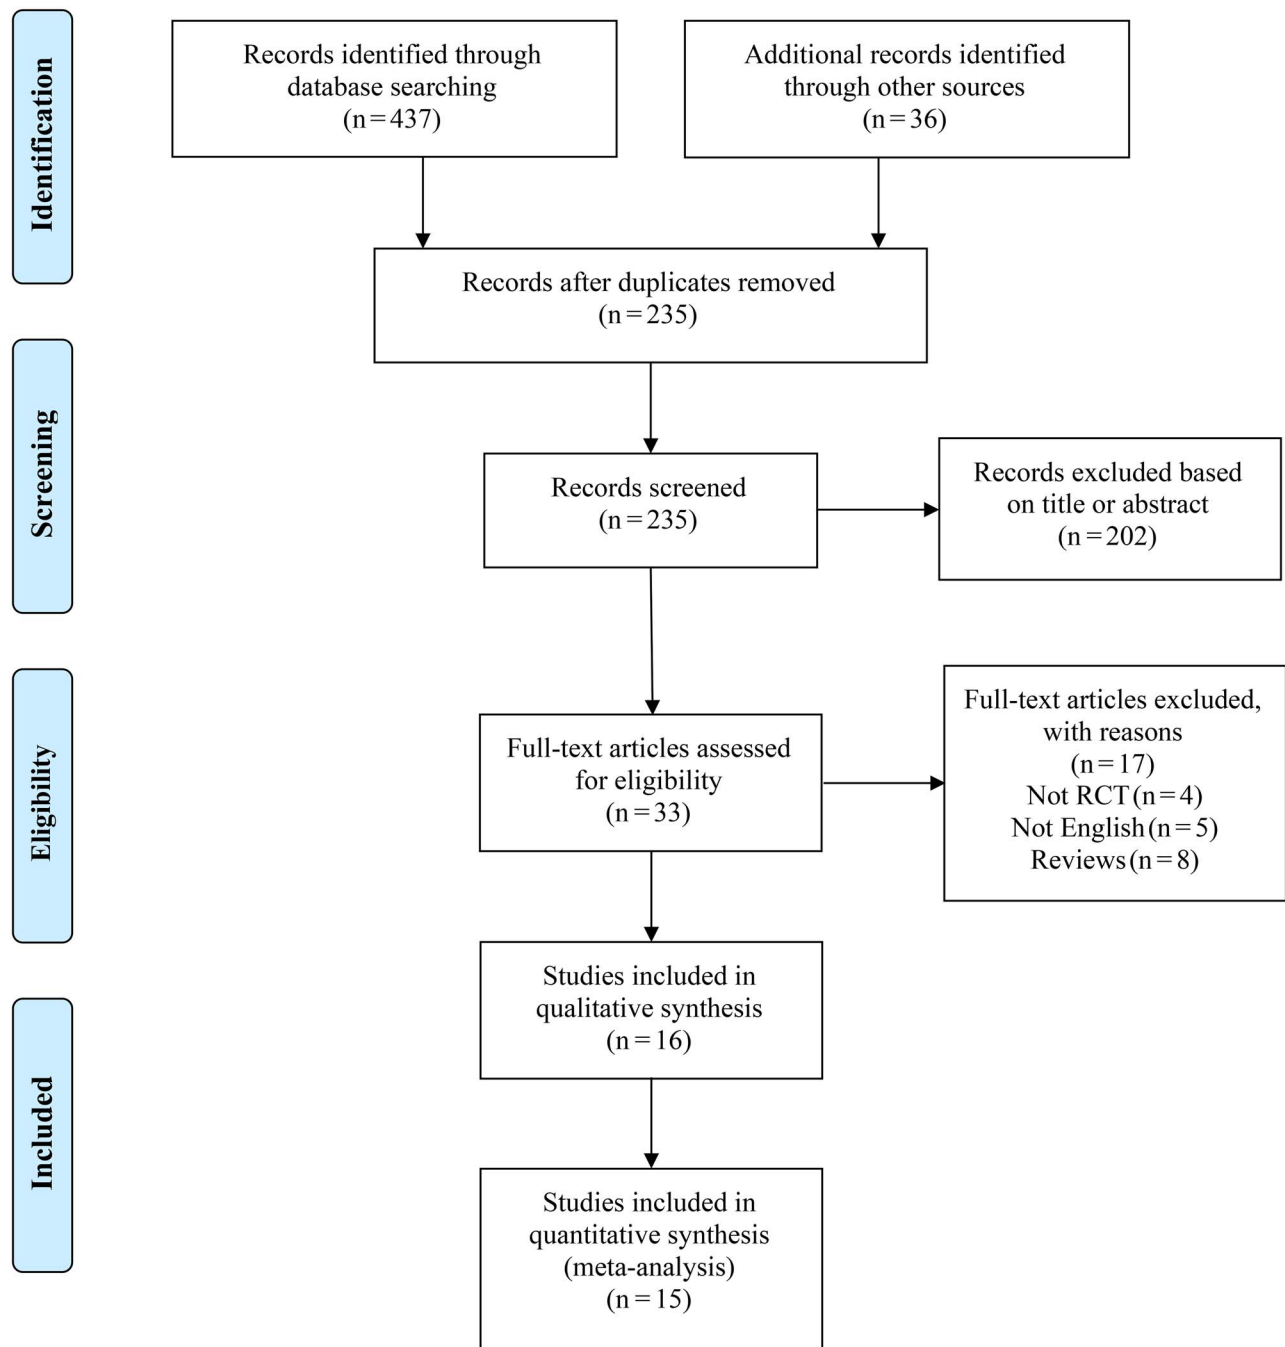 Identification
Records identified through
database searching
(n = 437)
Additional records identified
through other sources
(n = 36)
Records after duplicates removed
(n = 235)
Screening
Records screened
(n = 235)
Records excluded based
on title or abstract
(n = 202)
Eligibility
Full-text articles assessed
for eligibility
(n = 33)
Full-text articles excluded,
with reasons
(n = 17)
Not RCT (n = 4)
Not English (n = 5)
Reviews (n = 8)
Studies included in
qualitative synthesis
(n = 16)
Included
Studies included in
quantitative synthesis
(meta-analysis)
(n = 15)